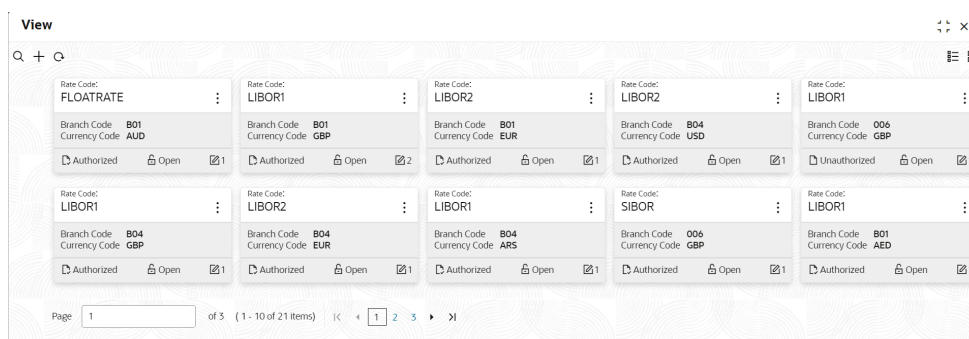 View
Rate Code:
FLOATRATE
Branch Code B01
Currency Code AUD
Authorized Open 1
Rate Code:
LIBOR1
Branch Code B01
Currency Code GBP
Authorized Open 2
Rate Code:
LIBOR2
Branch Code B01
Currency Code EUR
Authorized Open 1
Rate Code:
LIBOR2
Branch Code B04
Currency Code USD
Authorized Open 1
Rate Code:
LIBOR1
Branch Code 006
Currency Code GBP
Unauthorized Open
Rate Code:
LIBOR1
Branch Code B04
Currency Code GBP
Authorized Open 1
Rate Code:
LIBOR2
Branch Code B04
Currency Code EUR
Authorized Open 1
Rate Code:
LIBOR1
Branch Code B04
Currency Code ARS
Authorized Open 1
Rate Code:
SIBOR
Branch Code 006
Currency Code GBP
Authorized Open 1
Rate Code:
LIBOR1
Branch Code B01
Currency Code AED
Authorized Open
Page 1 of 3 (1 - 10 of 21 items) 1 2 3